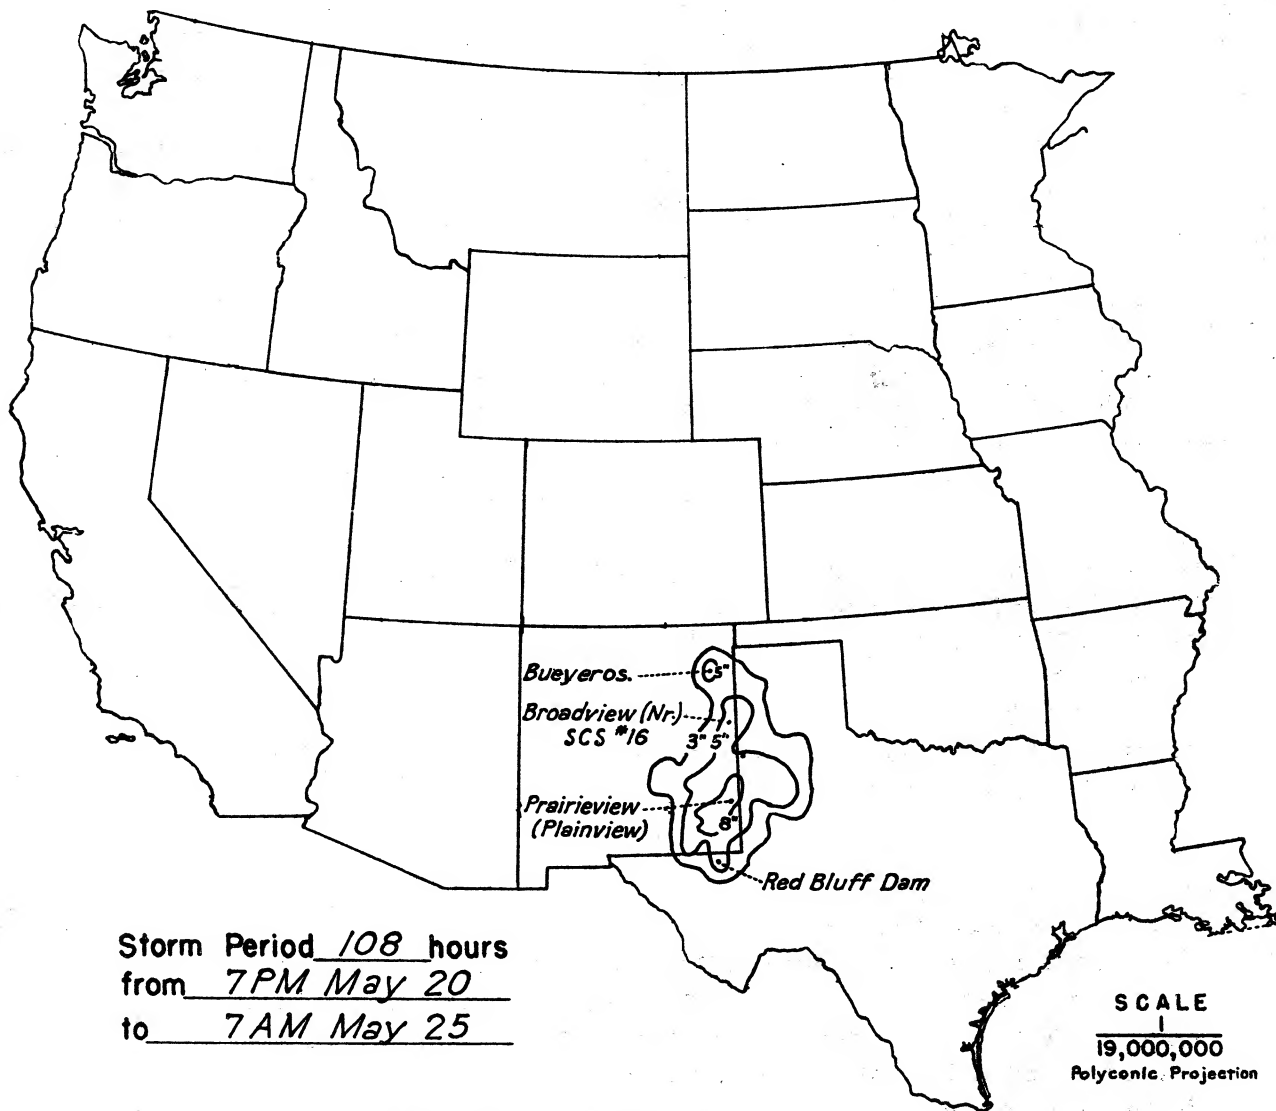 Bueyeros.
5"
Broadview (Nr.)
SCS #16
3" 5"
Prairieview
(Plainview)
8"
Red Bluff Dam
Storm Period 108 hours
from 7PM May 20
to 7AM May 25
SCALE
1
19,000,000
Polyconic Projection